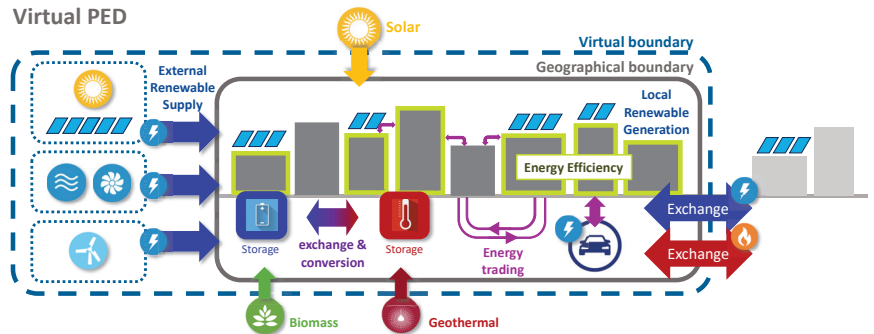 Virtual PED
Solar
Virtual boundary
Geographical boundary
External
Renewable
Supply
Local
Renewable
Generation
Energy Efficiency
Exchange
Storage
exchange &
conversion
Storage
Energy
trading
Exchange
Biomass
Geothermal